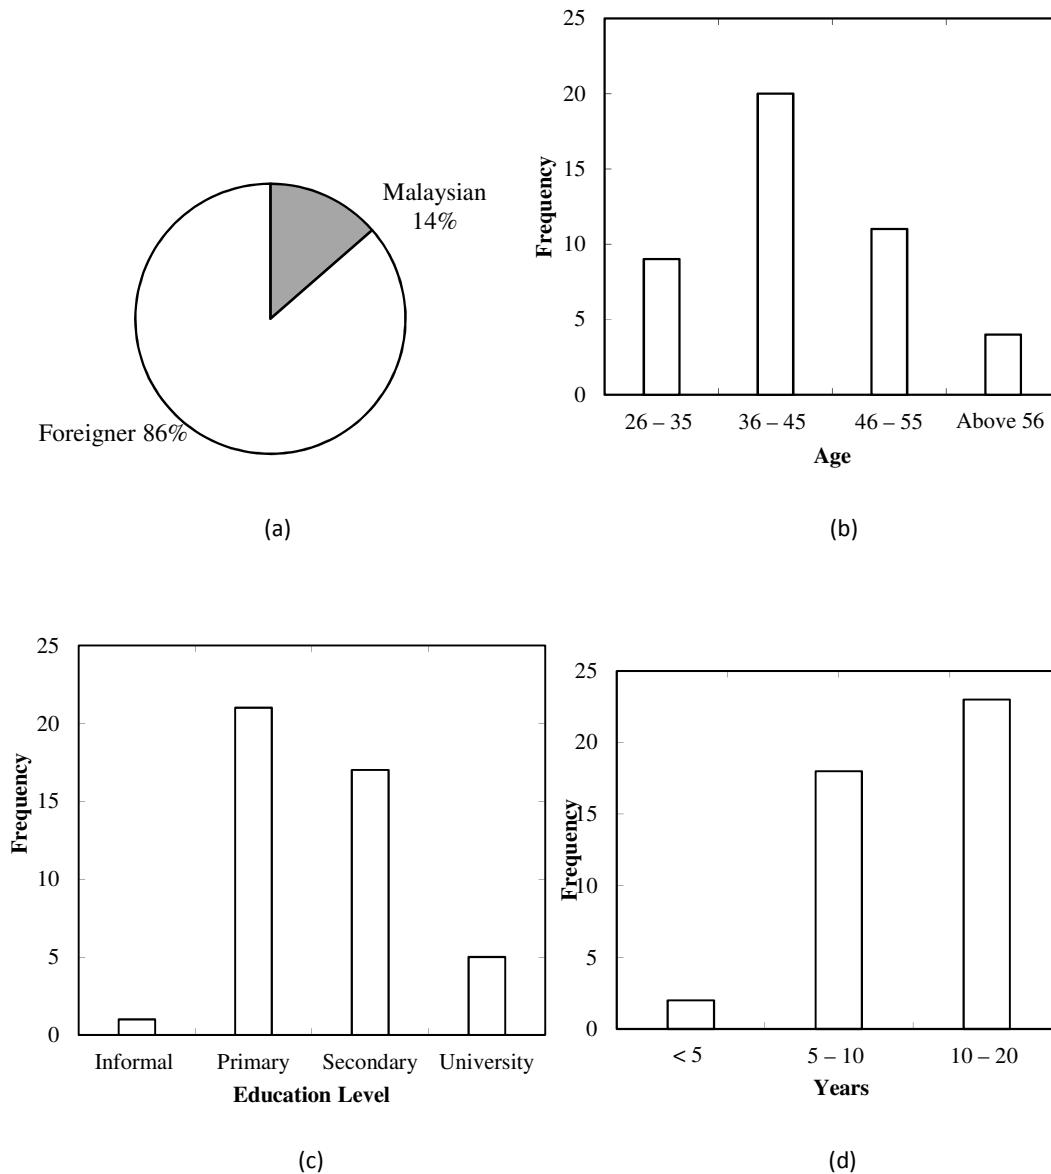 Malaysian
14%
Foreigner 86%
(a)
25
20
15
10
5
0
Frequency
26 – 35 36 – 45 46 – 55 Above 56
Age
(b)
25
20
15
10
5
0
Frequency
Informal Primary Secondary University
Education Level
(c)
25
20
15
10
5
0
Frequency
< 5 5 – 10 10 – 20
Years
(d)